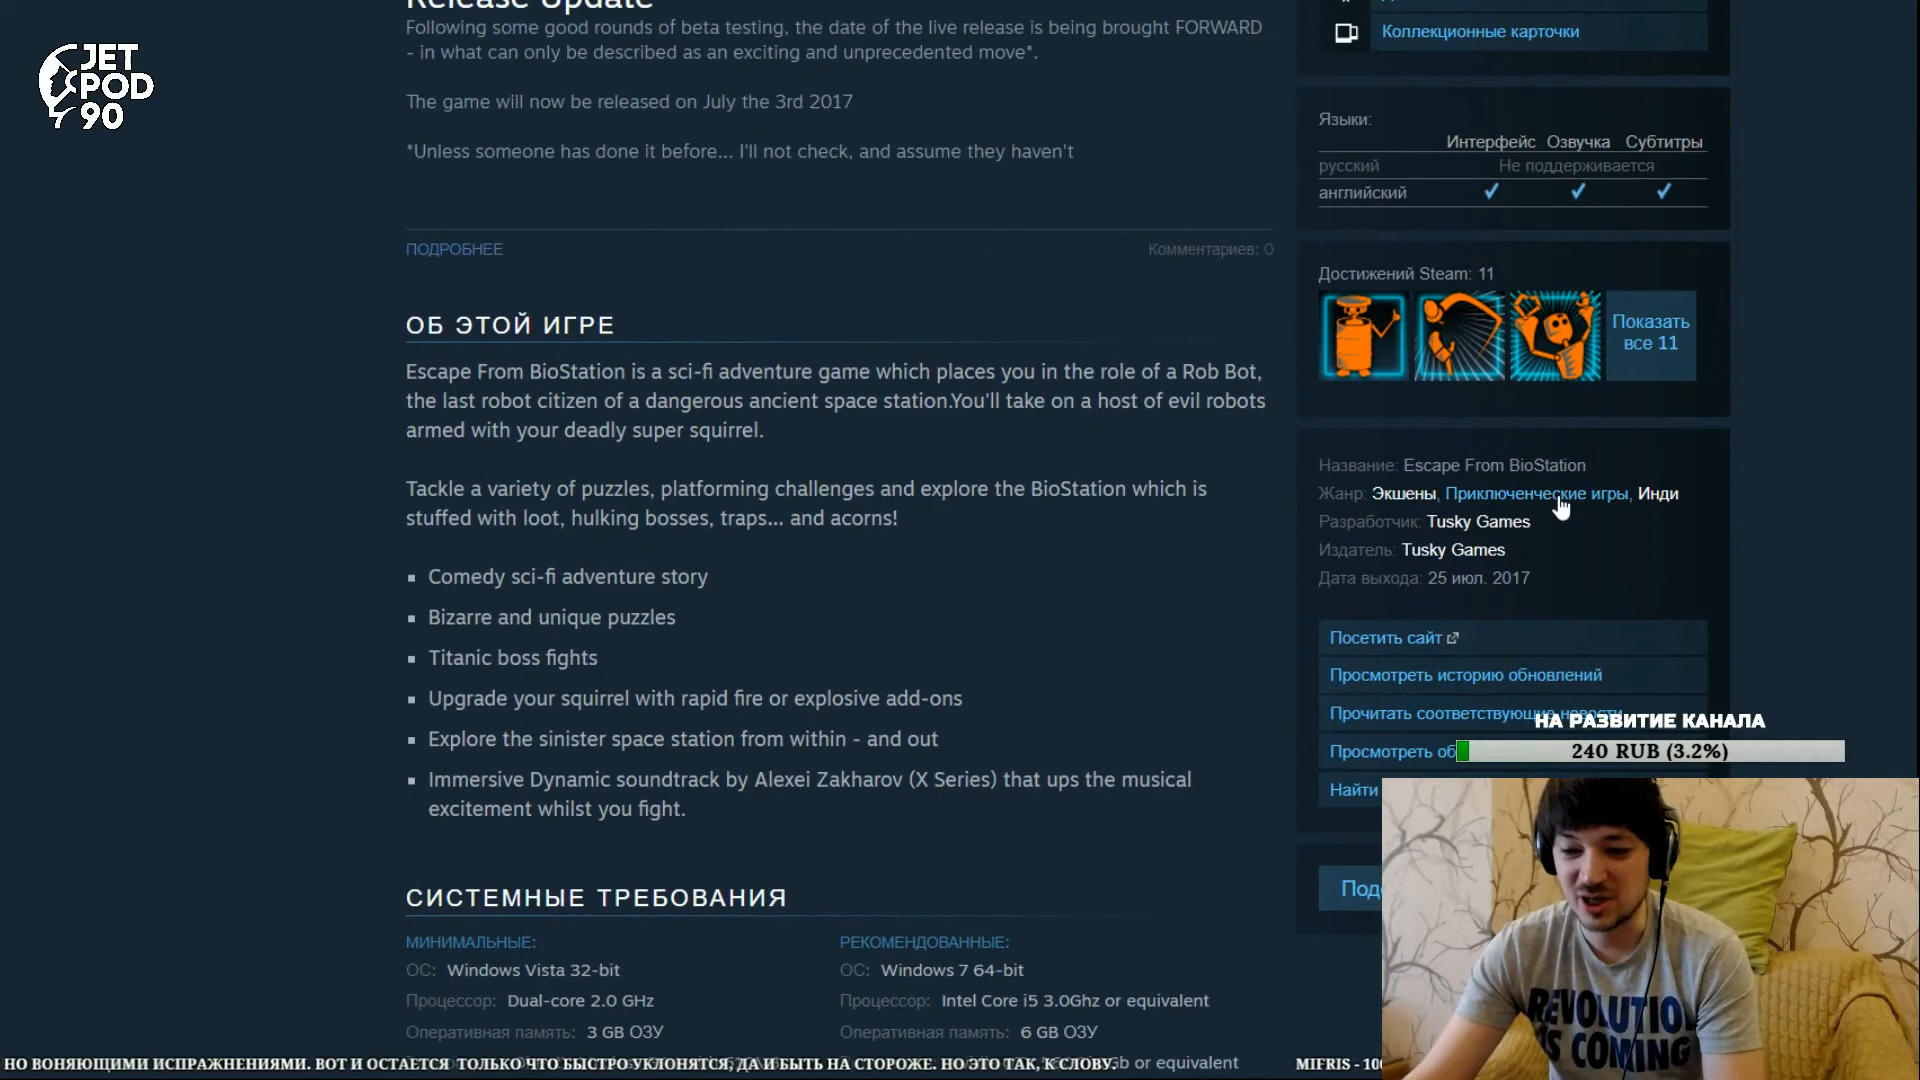 Release Update
Following some good rounds of beta testing, the date of the live release is being brought FORWARD
- in what can only be described as an exciting and unprecedented move*.
The game will now be released on July the 3rd 2017
*Unless someone has done it before... I'll not check, and assume they haven't
ПОДРОБНЕЕ
Комментариев: 0
ОБ ЭТОЙ ИГРЕ
Escape From BioStation is a sci-fi adventure game which places you in the role of a Rob Bot,
the last robot citizen of a dangerous ancient space station.You'll take on a host of evil robots
armed with your deadly super squirrel.
Tackle a variety of puzzles, platforming challenges and explore the BioStation which is
stuffed with loot, hulking bosses, traps... and acorns!
Comedy sci-fi adventure story
Bizarre and unique puzzles
Titanic boss fights
Upgrade your squirrel with rapid fire or explosive add-ons
Explore the sinister space station from within - and out
Immersive Dynamic soundtrack by Alexei Zakharov (X Series) that ups the musical
excitement whilst you fight.
СИСТЕМНЫЕ ТРЕБОВАНИЯ
МИНИМАЛЬНЫЕ:
ОС: Windows Vista 32-bit
Процессор: Dual-core 2.0 GHz
Оперативная память: 3 GB ОЗУ
РЕКОМЕНДОВАННЫЕ:
ОС: Windows 7 64-bit
Процессор: Intel Core i5 3.0Ghz or equivalent
Оперативная память: 6 GB ОЗУ
gb or equivalent
JET
POD
90
Коллекционные карточки
Языки:
Интерфейс Озвучка Субтитры
русский Не поддерживается
английский ✓ ✓ ✓
Достижений Steam: 11
Показать
все 11
Название: Escape From BioStation
Жанр: Экшены, Приключенческие игры, Инди
Разработчик: Tusky Games
Издатель: Tusky Games
Дата выхода: 25 июл. 2017
Посетить сайт
Просмотреть историю обновлений
Прочитать соответствующие новости
Просмотреть об
Найти
Под
НА РАЗВИТИЕ КАНАЛА
240 RUB (3.2%)
REVOLUTION
IS COMING
НО ВОНЯЮЩИМИ ИСПРАЖНЕНИЯМИ. ВОТ И ОСТАЕТСЯ ТОЛЬКО ЧТО БЫСТРО УКЛОНЯТСЯ, ДА И БЫТЬ НА СТОРОЖЕ. НО ЭТО ТАК, К СЛОВУ.
MIFRIS - 100